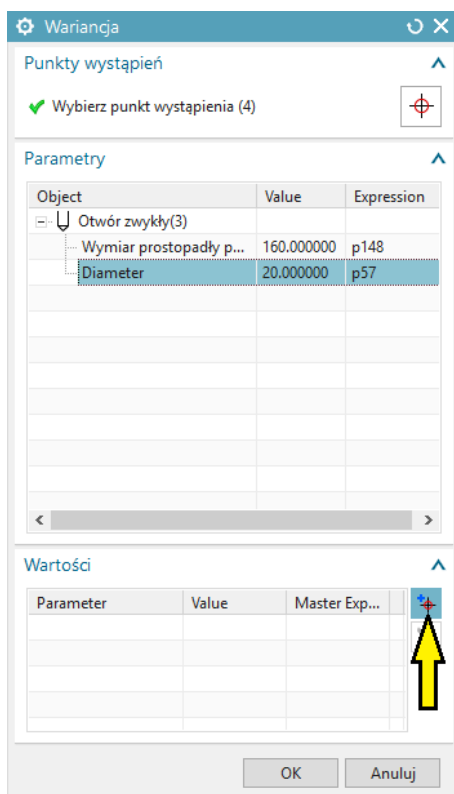 Wariancja
Punkty wystąpień
Wybierz punkt wystąpienia (4)
Parametry
Object Value Expression
Otwór zwykły(3)
Wymiar prostopadły p... 160.000000 p148
Diameter 20.000000 p57
Wartości
Parameter Value Master Exp...
OK Anuluj